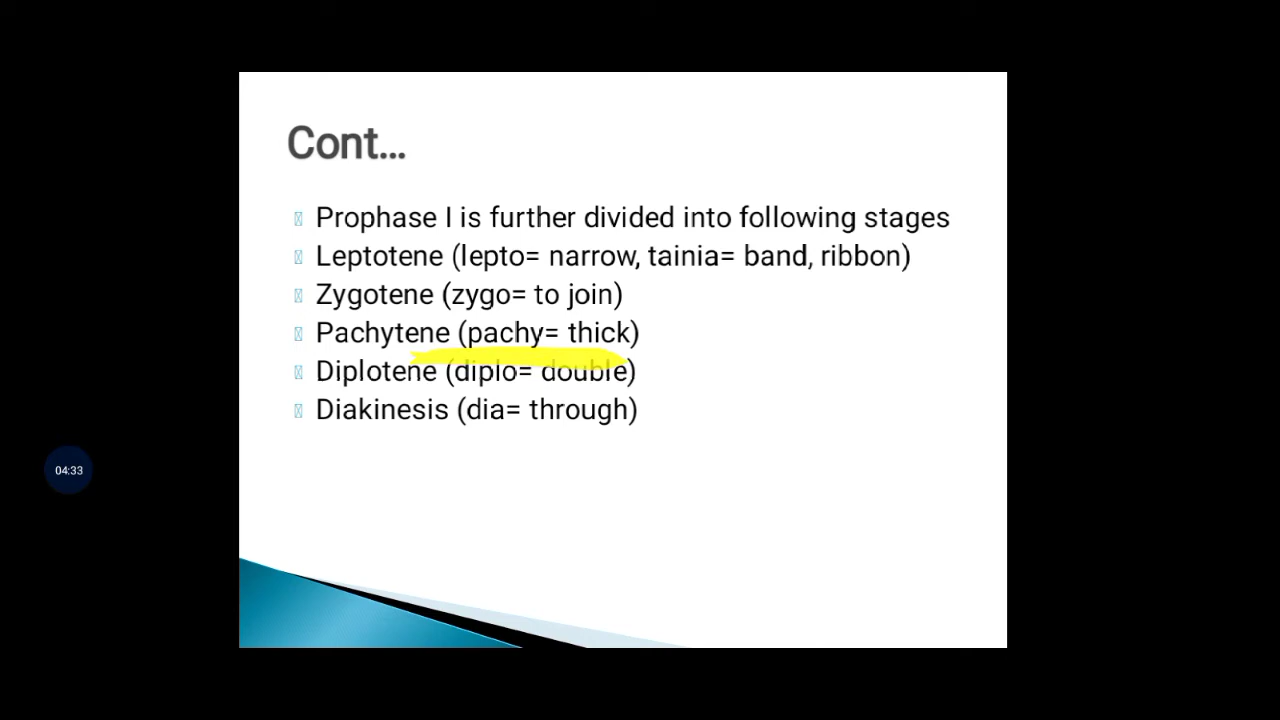 Cont...
Prophase I is further divided into following stages
Leptotene (lepto= narrow, tainia= band, ribbon)
Zygotene (zygo= to join)
Pachytene (pachy= thick)
Diplotene (diplo= double)
Diakinesis (dia= through)
04:33